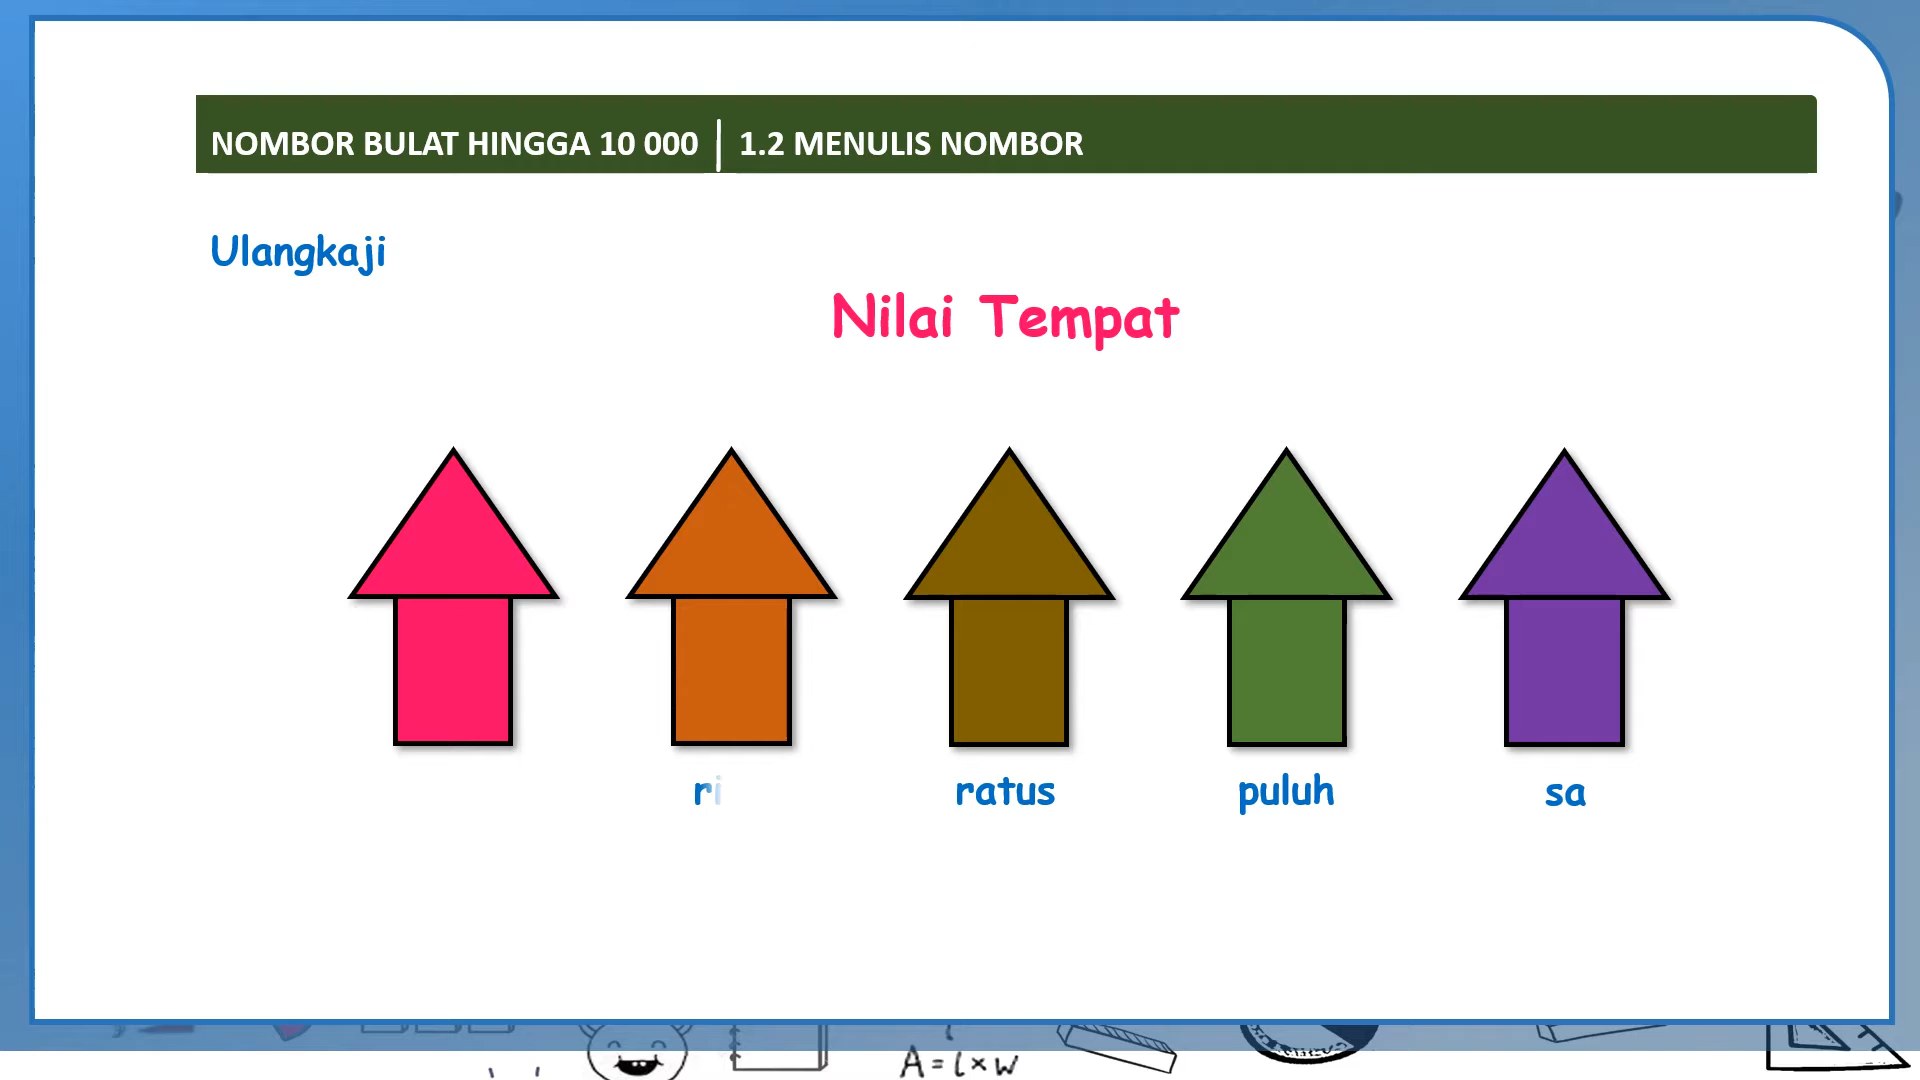 NOMBOR BULAT HINGGA 10 000 | 1.2 MENULIS NOMBOR
Ulangkaji
Nilai Tempat
ri ratus puluh sa
A = l × w